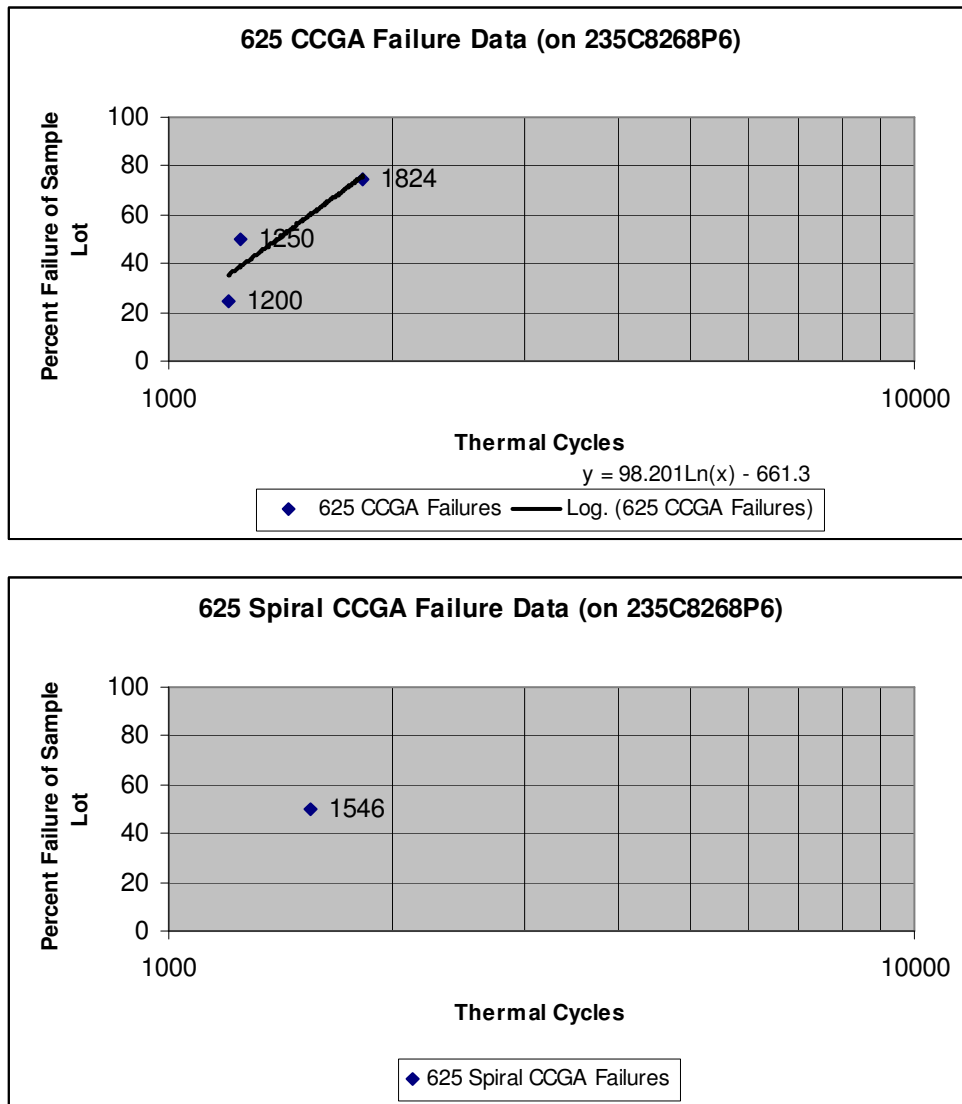 625 CCGA Failure Data (on 235C8268P6)
Percent Failure of Sample
Lot
100
80
60
40
20
0
1824
1250
1200
1000
10000
Thermal Cycles
y = 98.201Ln(x) - 661.3
625 CCGA Failures
Log. (625 CCGA Failures)
625 Spiral CCGA Failure Data (on 235C8268P6)
Percent Failure of Sample
Lot
100
80
60
40
20
0
1546
1000
10000
Thermal Cycles
625 Spiral CCGA Failures